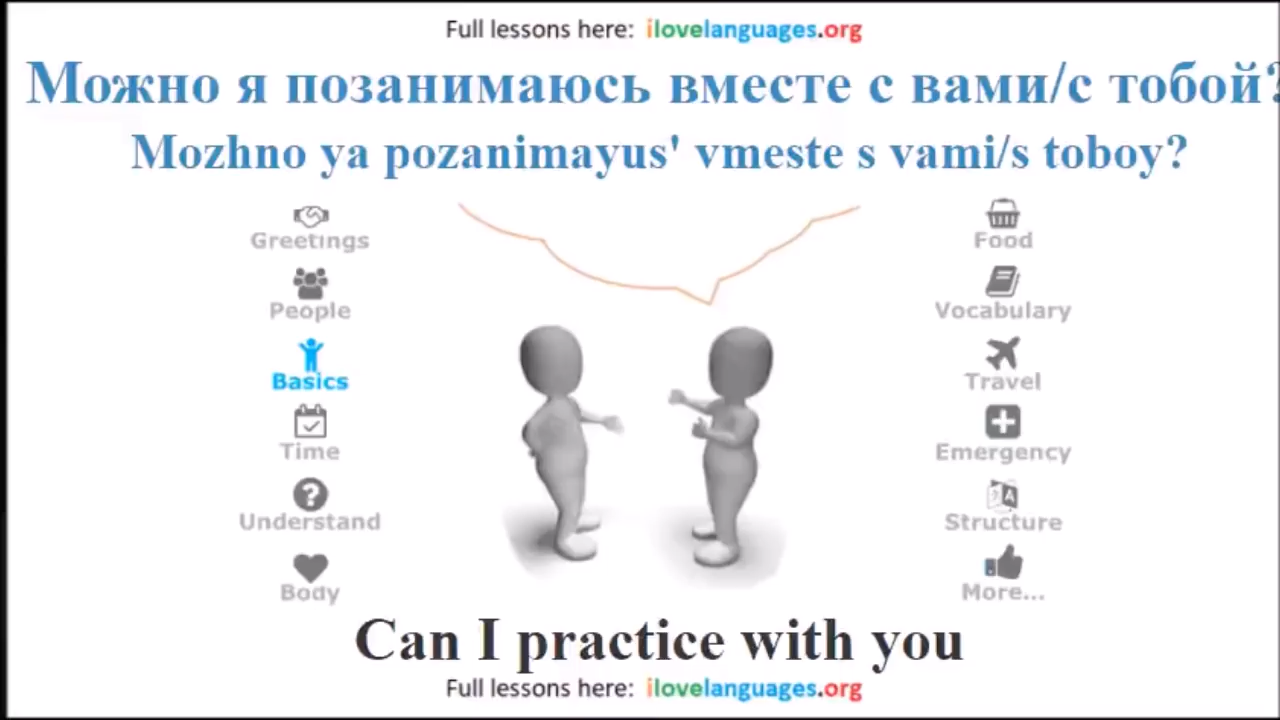 Full lessons here: ilovelanguages.org
Можно я позанимаюсь вместе с вами/с тобой?
Mozhno ya pozanimayus' vmeste s vami/s toboy?
Greetings
People
Basics
Time
Understand
Body
Food
Vocabulary
Travel
Emergency
Structure
More...
Can I practice with you
Full lessons here: ilovelanguages.org